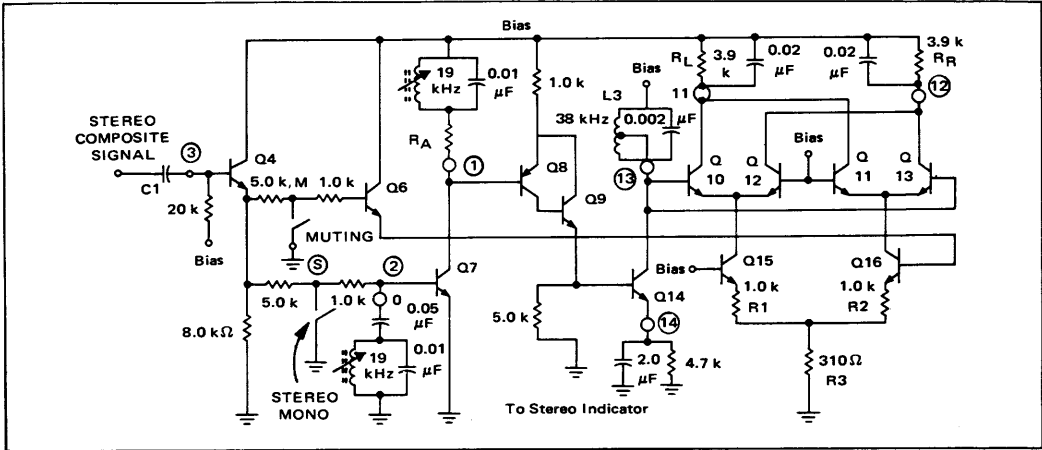 Bias
STEREO
COMPOSITE
SIGNAL
C1
3
Q4
20 k
Bias
5.0 k, M
1.0 k
MUTING
Q6
19
kHz
0.01
μF
RA
1
S
5.0 k
1.0 k
2
0
0.05
μF
Q7
8.0 kΩ
STEREO
MONO
19
kHz
0.01
μF
1.0 k
Q8
Q9
5.0 k
Bias
L3
38 kHz
0.002
μF
13
Q14
14
2.0
μF
4.7 k
To Stereo Indicator
RL
3.9
k
0.02
μF
11
0.02
μF
3.9 k
RR
12
Bias
Q
10
Q
12
Q
11
Q
13
Bias
Q15
Q16
1.0 k
R1
1.0 k
R2
310Ω
R3